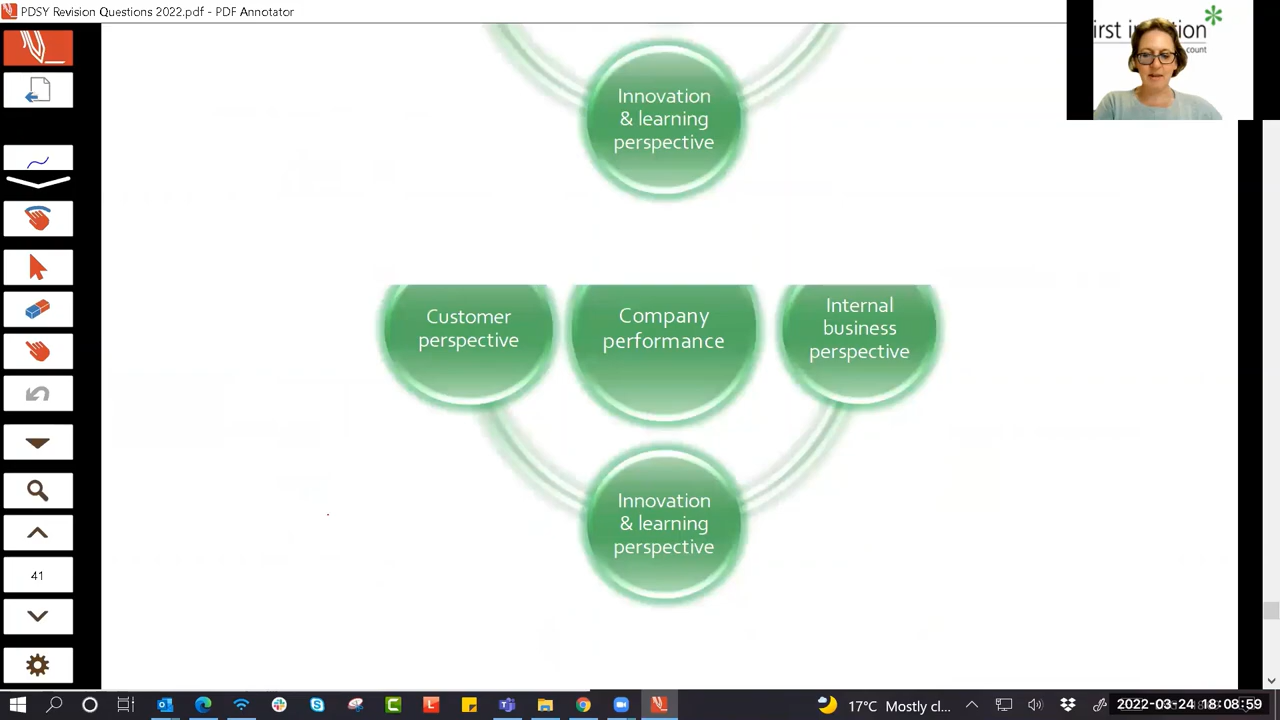 PDSY Revision Questions 2022.pdf - PDF Annotator
count
Innovation
& learning
perspective
Customer
perspective
Company
performance
Internal
business
perspective
Innovation
& learning
perspective
41
17°C Mostly cl...
2022-03-24 18:08:59